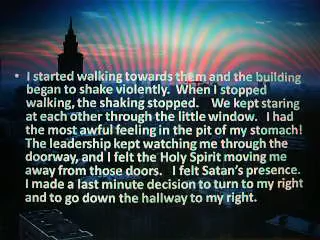 • I started walking towards them and the building
began to shake violently. When I stopped
walking, the shaking stopped. We kept staring
at each other through the little window. I had
the most awful feeling in the pit of my stomach!
The leadership kept watching me through the
doorway, and I felt the Holy Spirit moving me
away from those doors. I felt Satan's presence.
I made a last minute decision to turn to my right
and to go down the hallway to my right.